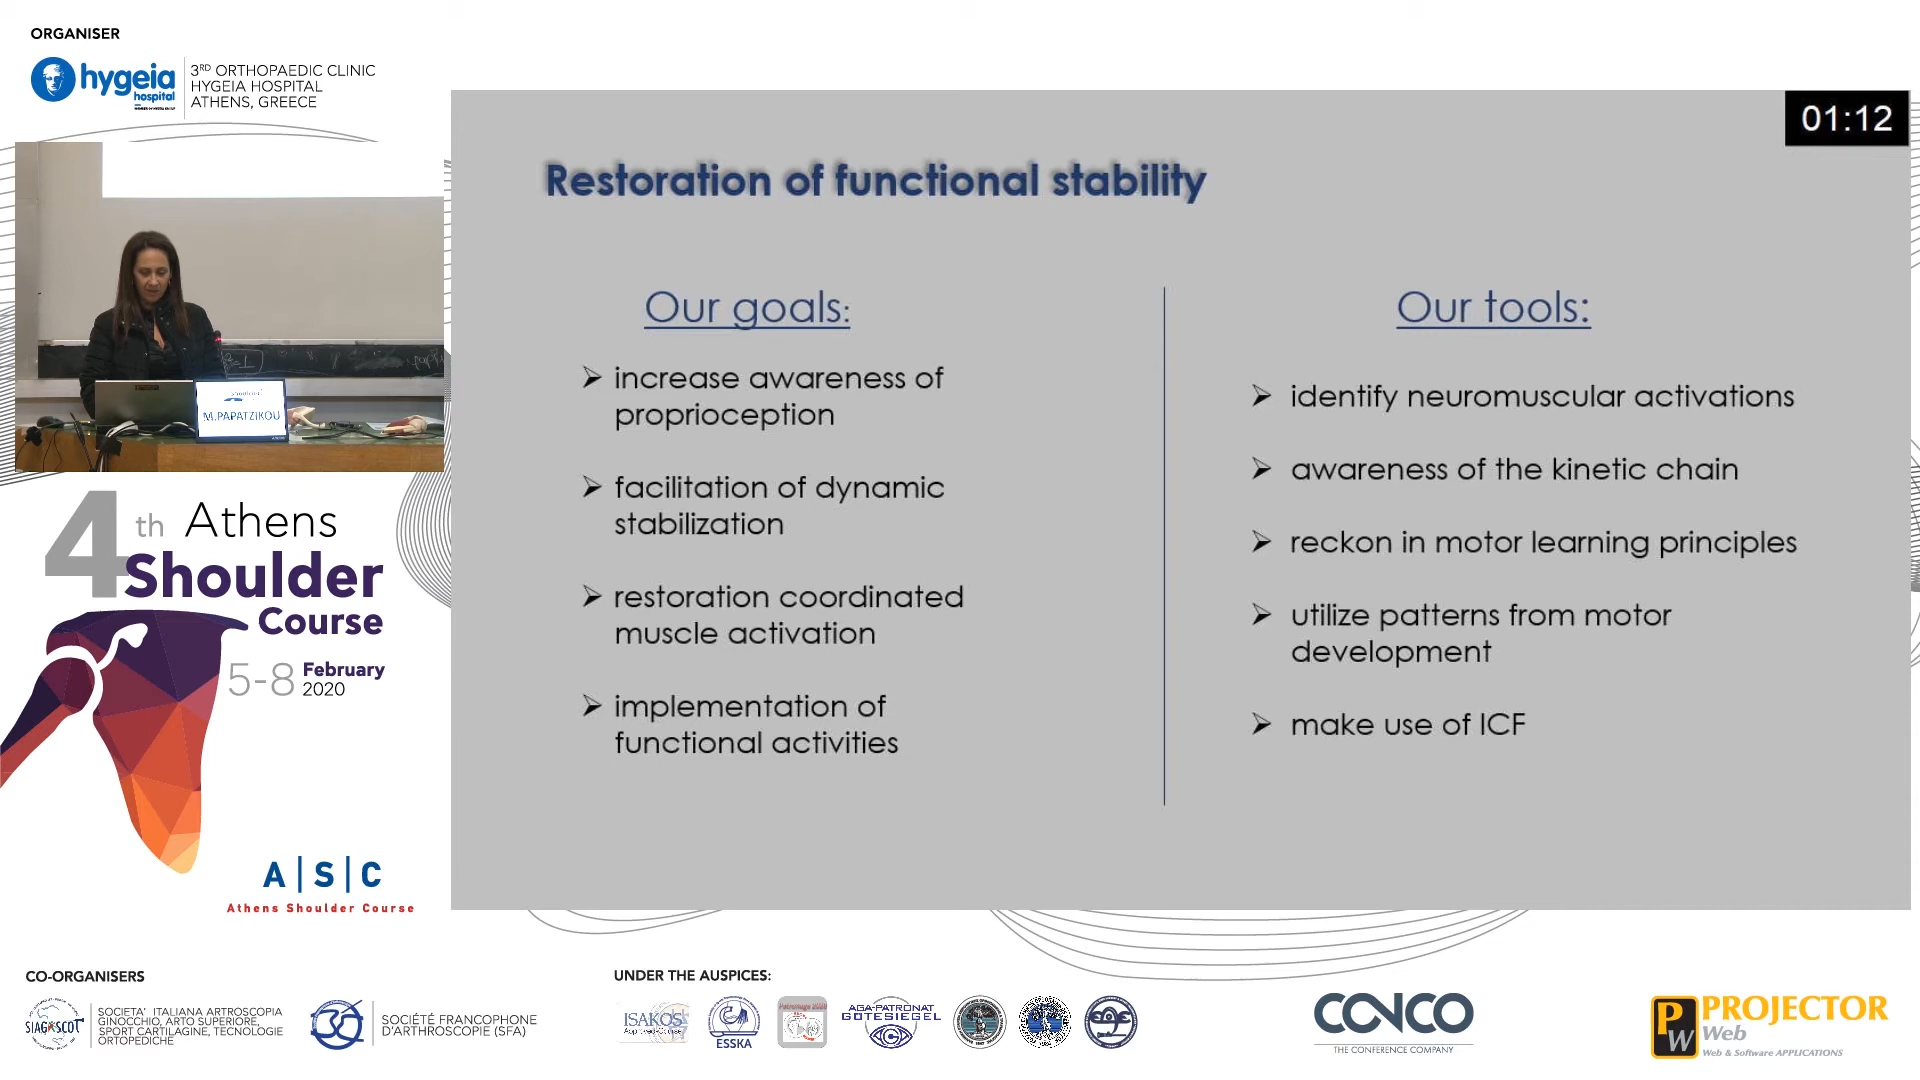 ORGANISER
hygeia
hospital
3RD ORTHOPAEDIC CLINIC
HYGEIA HOSPITAL
ATHENS, GREECE
01:12
Restoration of functional stability
Our goals:
➢ increase awareness of
proprioception
➢ facilitation of dynamic
stabilization
➢ restoration coordinated
muscle activation
➢ implementation of
functional activities
Our tools:
➢ identify neuromuscular activations
➢ awareness of the kinetic chain
➢ reckon in motor learning principles
➢ utilize patterns from motor
development
➢ make use of ICF
M.PAPATZIKOU
4th Athens
Shoulder
Course
5-8 February
2020
A|S|C
Athens Shoulder Course
CO-ORGANISERS
SIAGASCOT
SOCIETA' ITALIANA ARTROSCOPIA
GINOCCHIO, ARTO SUPERIORE,
SPORT CARTILAGINE, TECNOLOGIE
ORTOPEDICHE
SOCIÉTÉ FRANCOPHONE
D'ARTHROSCOPIE (SFA)
UNDER THE AUSPICES:
ISAKOS
ESSKA
Patronage 2020
AGA-PATRONAT
GÜTESIEGEL
CONCO
THE CONFERENCE COMPANY
PW
PROJECTOR
Web
Web & Software APPLICATIONS